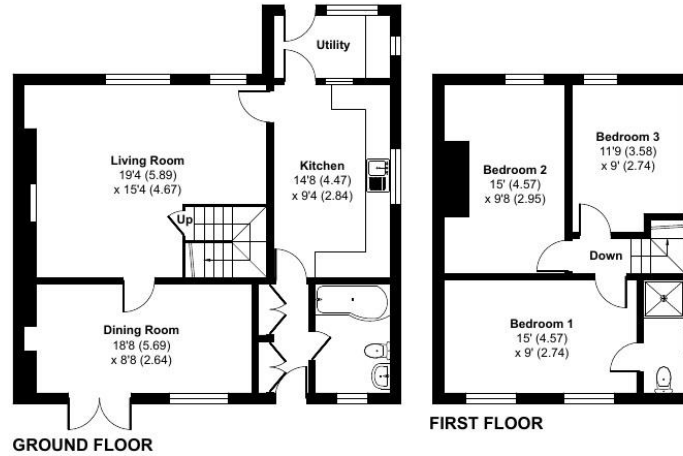 Utility
Living Room
19'4 (5.89)
x 15'4 (4.67)
Kitchen
14'8 (4.47)
x 9'4 (2.84)
Up
Dining Room
18'8 (5.69)
x 8'8 (2.64)
GROUND FLOOR
Bedroom 3
11'9 (3.58)
x 9' (2.74)
Bedroom 2
15' (4.57)
x 9'8 (2.95)
Down
Bedroom 1
15' (4.57)
x 9' (2.74)
FIRST FLOOR